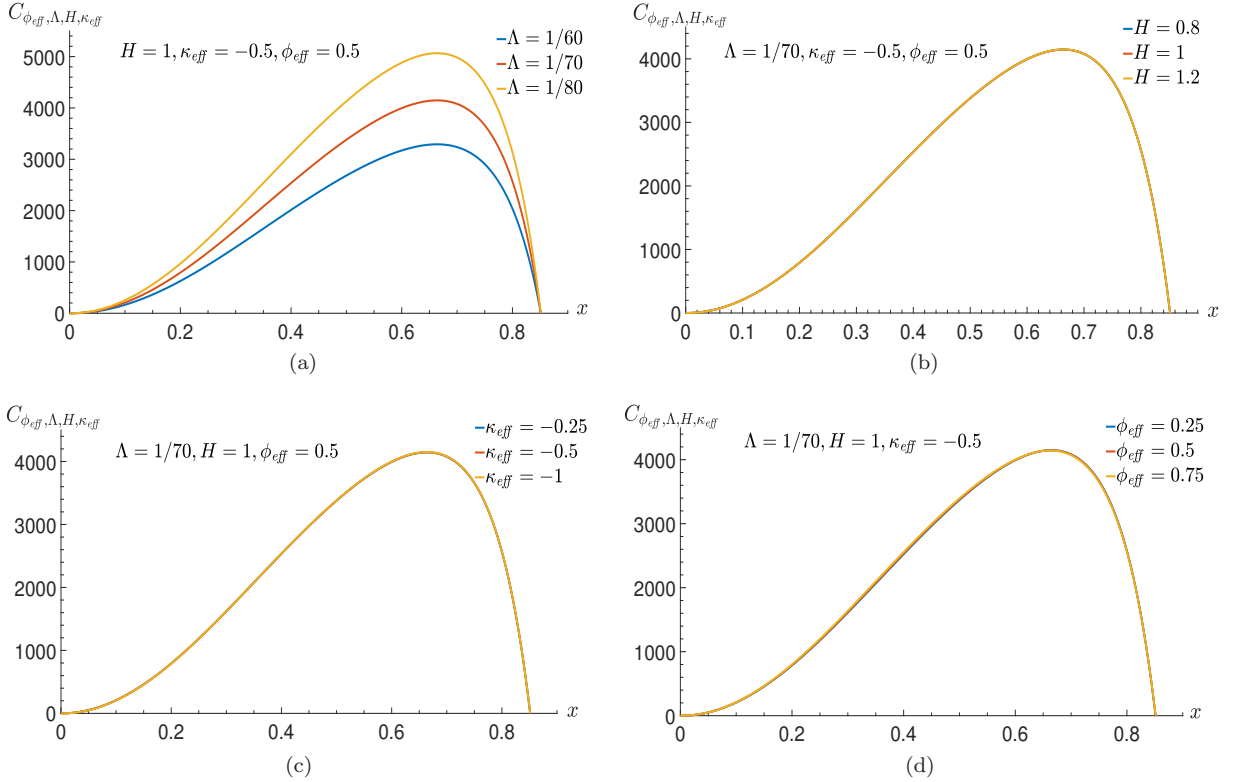 C_{ϕ_eff,Λ,H,κ_eff}
H = 1, κ_eff = −0.5, ϕ_eff = 0.5
Λ = 1/60
Λ = 1/70
Λ = 1/80
5000
4000
3000
2000
1000
0
0 0.2 0.4 0.6 0.8 x
(a)
C_{ϕ_eff,Λ,H,κ_eff}
Λ = 1/70, κ_eff = −0.5, ϕ_eff = 0.5
H = 0.8
H = 1
H = 1.2
4000
3000
2000
1000
0
0 0.1 0.2 0.3 0.4 0.5 0.6 0.7 0.8 x
(b)
C_{ϕ_eff,Λ,H,κ_eff}
Λ = 1/70, H = 1, ϕ_eff = 0.5
κ_eff = −0.25
κ_eff = −0.5
κ_eff = −1
4000
3000
2000
1000
0
0 0.2 0.4 0.6 0.8 x
(c)
C_{ϕ_eff,Λ,H,κ_eff}
Λ = 1/70, H = 1, κ_eff = −0.5
ϕ_eff = 0.25
ϕ_eff = 0.5
ϕ_eff = 0.75
4000
3000
2000
1000
0
0 0.2 0.4 0.6 0.8 x
(d)